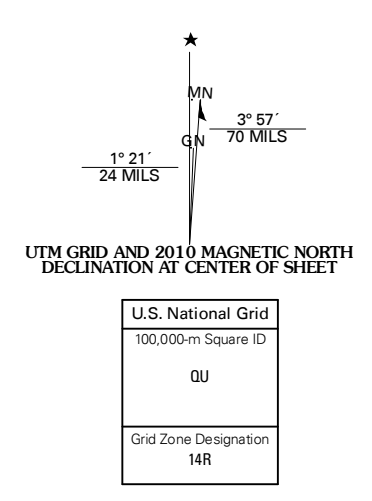 ★
MN
3° 57´
70 MILS
GN
1° 21´
24 MILS
UTM GRID AND 2010 MAGNETIC NORTH
DECLINATION AT CENTER OF SHEET
U.S. National Grid
100,000-m Square ID
QU
Grid Zone Designation
14R